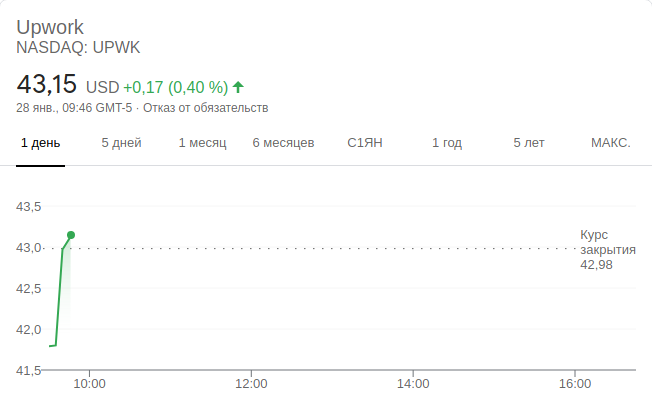 Upwork
NASDAQ: UPWK
43,15 USD +0,17 (0,40 %)
28 янв., 09:46 GMT-5 · Отказ от обязательств
1 день 5 дней 1 месяц 6 месяцев С1ЯН 1 год 5 лет МАКС.
43,5
43,0
42,5
42,0
41,5
Курс
закрытия
42,98
10:00 12:00 14:00 16:00